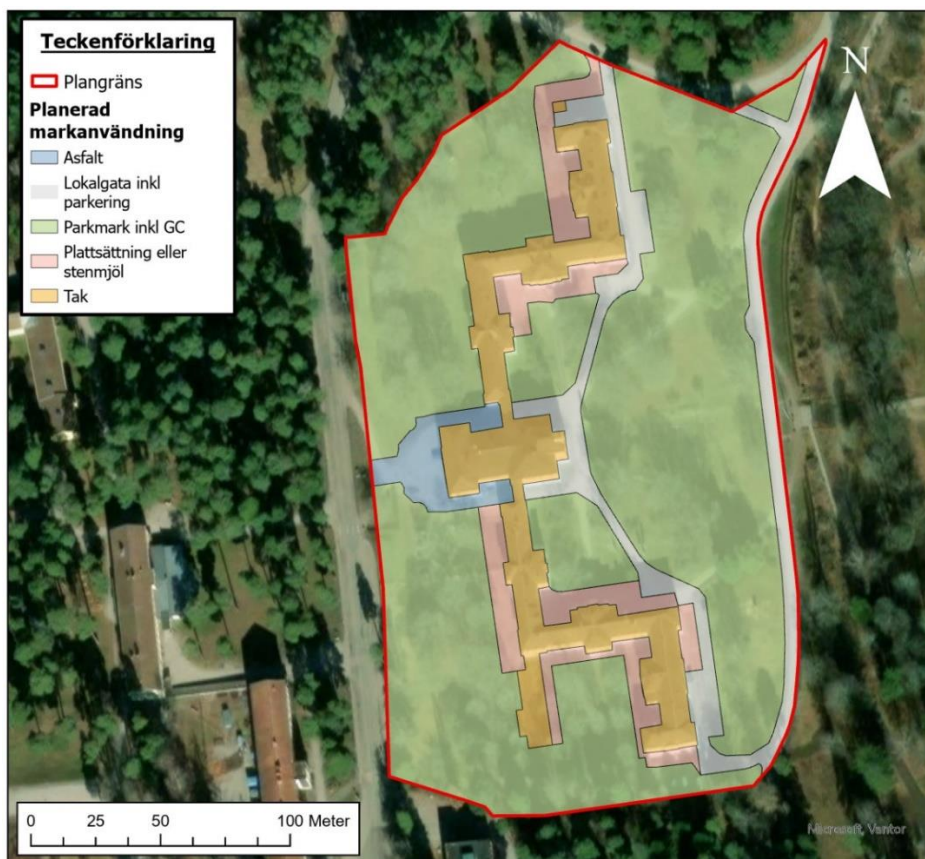 Teckenförklaring
Plangräns
Planerad
markanvändning
Asfalt
Lokalgata inkl
parkering
Parkmark inkl GC
Plattsättning eller
stenmjöl
Tak
N
0 25 50 100 Meter
Microsoft, Vantor